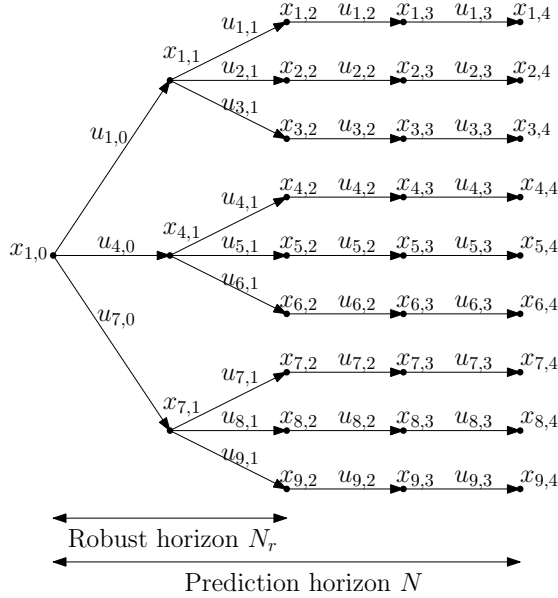 x_{1,2} u_{1,2} x_{1,3} u_{1,3} x_{1,4}
u_{1,1}
x_{1,1}
u_{2,1} x_{2,2} u_{2,2} x_{2,3} u_{2,3} x_{2,4}
u_{3,1}
x_{3,2} u_{3,2} x_{3,3} u_{3,3} x_{3,4}
u_{1,0}
x_{4,2} u_{4,2} x_{4,3} u_{4,3} x_{4,4}
u_{4,1}
x_{4,1}
x_{1,0} u_{4,0} u_{5,1} x_{5,2} u_{5,2} x_{5,3} u_{5,3} x_{5,4}
u_{6,1}
x_{6,2} u_{6,2} x_{6,3} u_{6,3} x_{6,4}
u_{7,0}
x_{7,2} u_{7,2} x_{7,3} u_{7,3} x_{7,4}
u_{7,1}
x_{7,1}
u_{8,1} x_{8,2} u_{8,2} x_{8,3} u_{8,3} x_{8,4}
u_{9,1}
x_{9,2} u_{9,2} x_{9,3} u_{9,3} x_{9,4}
Robust horizon N_r
Prediction horizon N